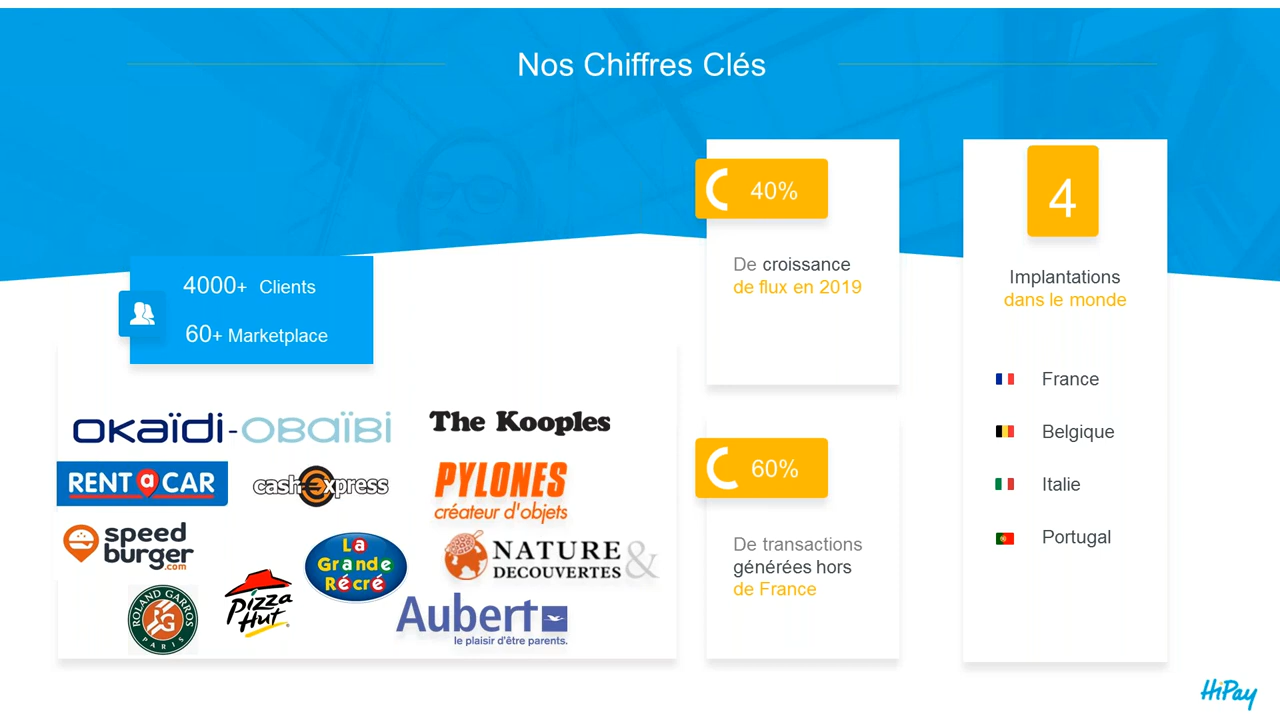 Nos Chiffres Clés
4000+ Clients
60+ Marketplace
OKAÏDI-OBAÏBI
The Kooples
RENT a CAR
cash express
PYLONES
créateur d'objets
speed
burger
.com
La
Grande
Récré
NATURE &
DECOUVERTES
ROLAND GARROS
PARIS
Pizza
Hut
Aubert
le plaisir d'être parents.
40%
De croissance
de flux en 2019
60%
De transactions
générées hors
de France
4
Implantations
dans le monde
France
Belgique
Italie
Portugal
HiPay